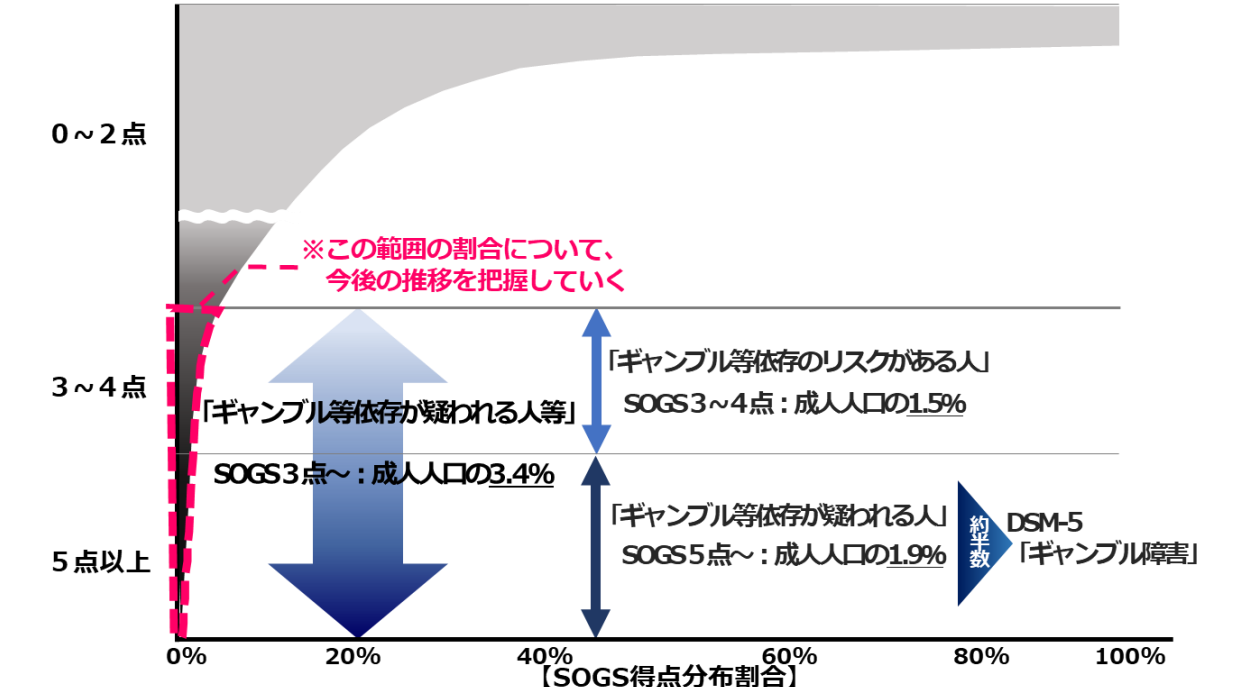 0～2点
※この範囲の割合について、
今後の推移を把握していく
3～4点
「ギャンブル等依存が疑われる人等」
SOGS3点～：成人人口の3.4%
「ギャンブル等依存のリスクがある人」
SOGS3～4点：成人人口の1.5%
5点以上
「ギャンブル等依存が疑われる人」
SOGS5点～：成人人口の1.9%
約半数
DSM-5
「ギャンブル障害」
0% 20% 40% 60% 80% 100%
【SOGS得点分布割合】